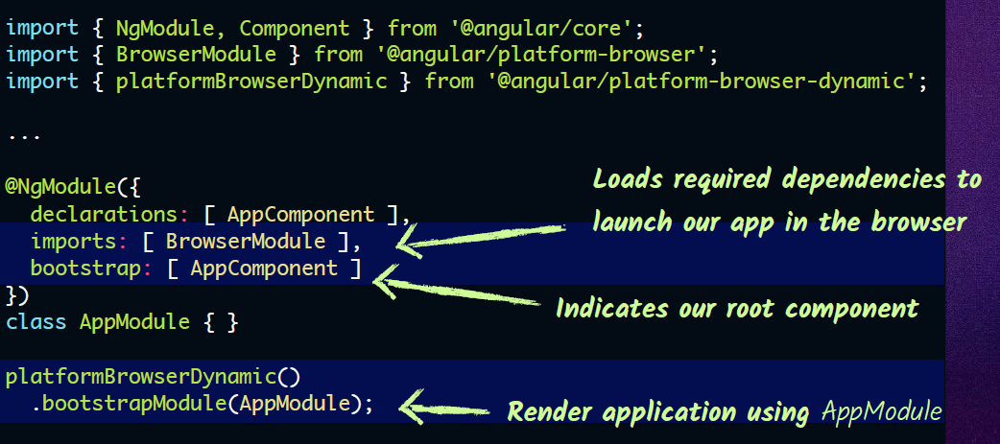 import { NgModule, Component } from '@angular/core';
import { BrowserModule } from '@angular/platform-browser';
import { platformBrowserDynamic } from '@angular/platform-browser-dynamic';
...
@NgModule({
declarations: [ AppComponent ],
imports: [ BrowserModule ],
bootstrap: [ AppComponent ]
})
class AppModule { }
platformBrowserDynamic()
.bootstrapModule(AppModule);
Loads required dependencies to
launch our app in the browser
Indicates our root component
Render application using AppModule